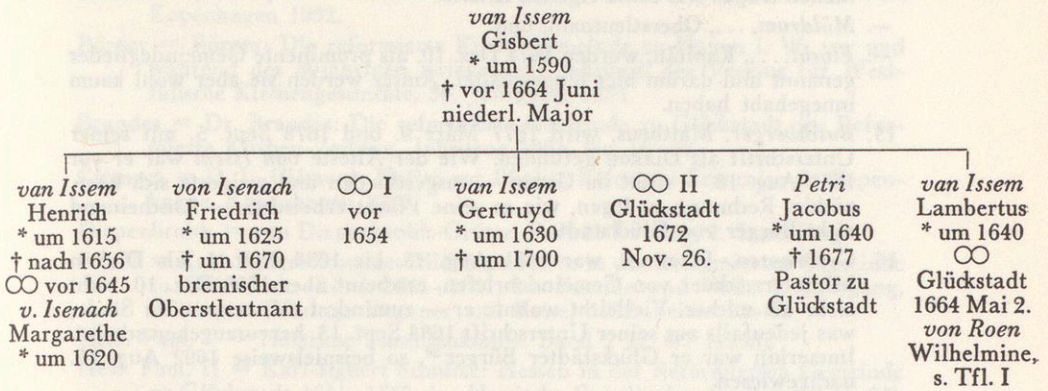 van Issem
Gisbert
* um 1590
† vor 1664 Juni
niederl. Major
van Issem
Henrich
* um 1615
† nach 1656
∞ vor 1645
v. Isenach
Margarethe
* um 1620
von Isenach
Friedrich
* um 1625
† um 1670
bremischer
Oberstleutnant
∞ I
vor
1654
van Issem
Gertruyd
* um 1630
† um 1700
∞ II
Glückstadt
1672
Nov. 26.
Petri
Jacobus
* um 1640
† 1677
Pastor zu
Glückstadt
van Issem
Lambertus
* um 1640
∞
Glückstadt
1664 Mai 2.
von Roen
Wilhelmine,
s. Tfl. I